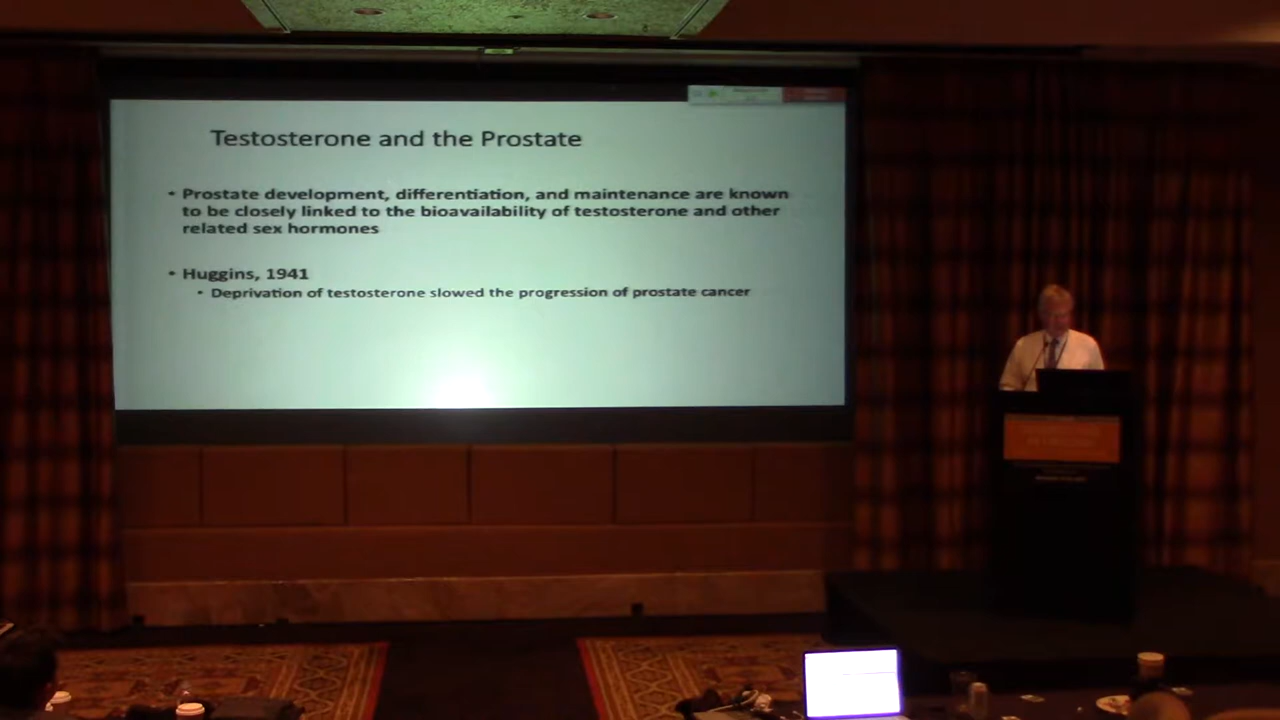 Testosterone and the Prostate
• Prostate development, differentiation, and maintenance are known
to be closely linked to the bioavailability of testosterone and other
related sex hormones
• Huggins, 1941
• Deprivation of testosterone slowed the progression of prostate cancer